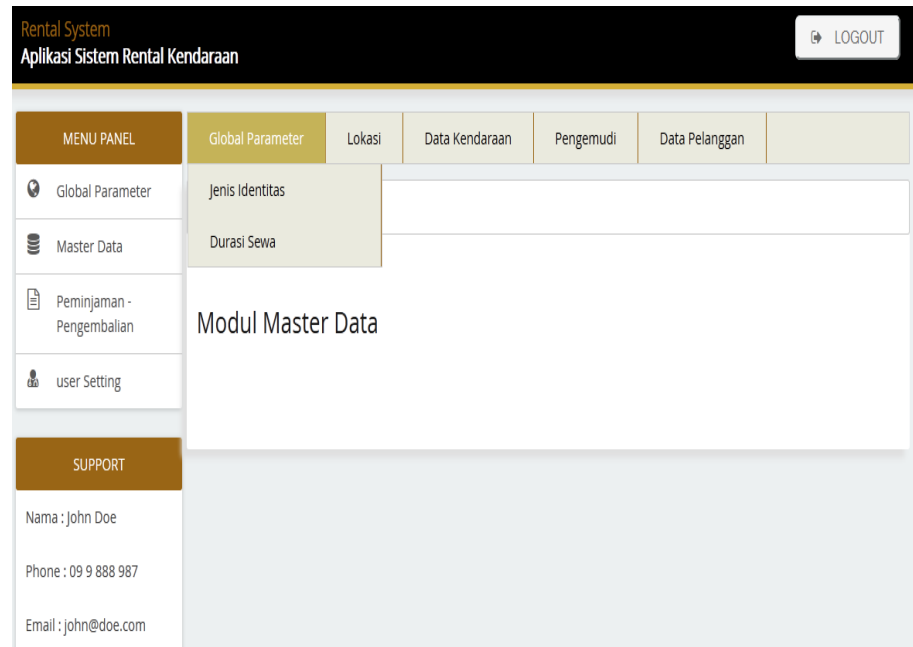 Rental System
Aplikasi Sistem Rental Kendaraan
LOGOUT
MENU PANEL
Global Parameter
Master Data
Peminjaman -
Pengembalian
user Setting
SUPPORT
Nama : John Doe
Phone : 09 9 888 987
Email : john@doe.com
Global Parameter
Lokasi
Data Kendaraan
Pengemudi
Data Pelanggan
Jenis Identitas
Durasi Sewa
Modul Master Data